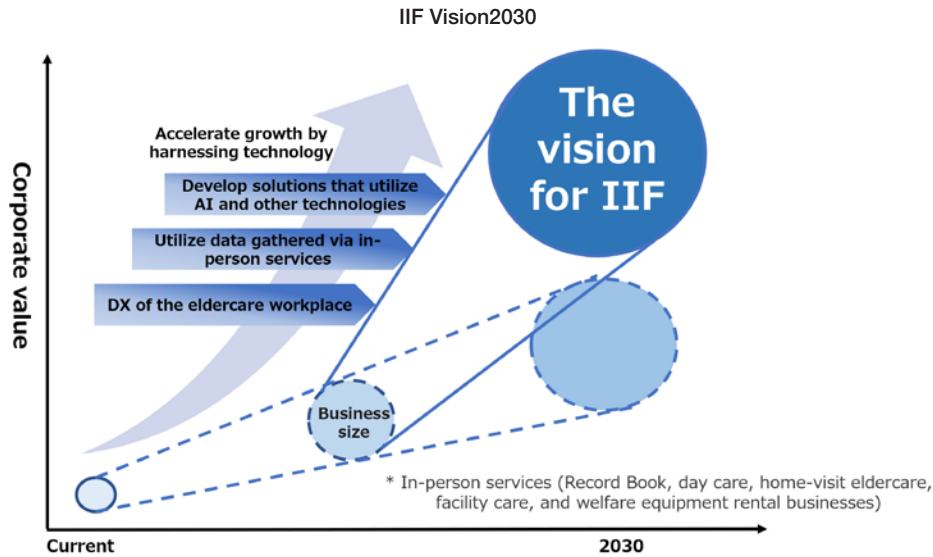 IIF Vision2030
Corporate value
Accelerate growth by
harnessing technology
Develop solutions that utilize
AI and other technologies
Utilize data gathered via in-
person services
DX of the eldercare workplace
The
vision
for IIF
Business
size
* In-person services (Record Book, day care, home-visit eldercare,
facility care, and welfare equipment rental businesses)
Current
2030